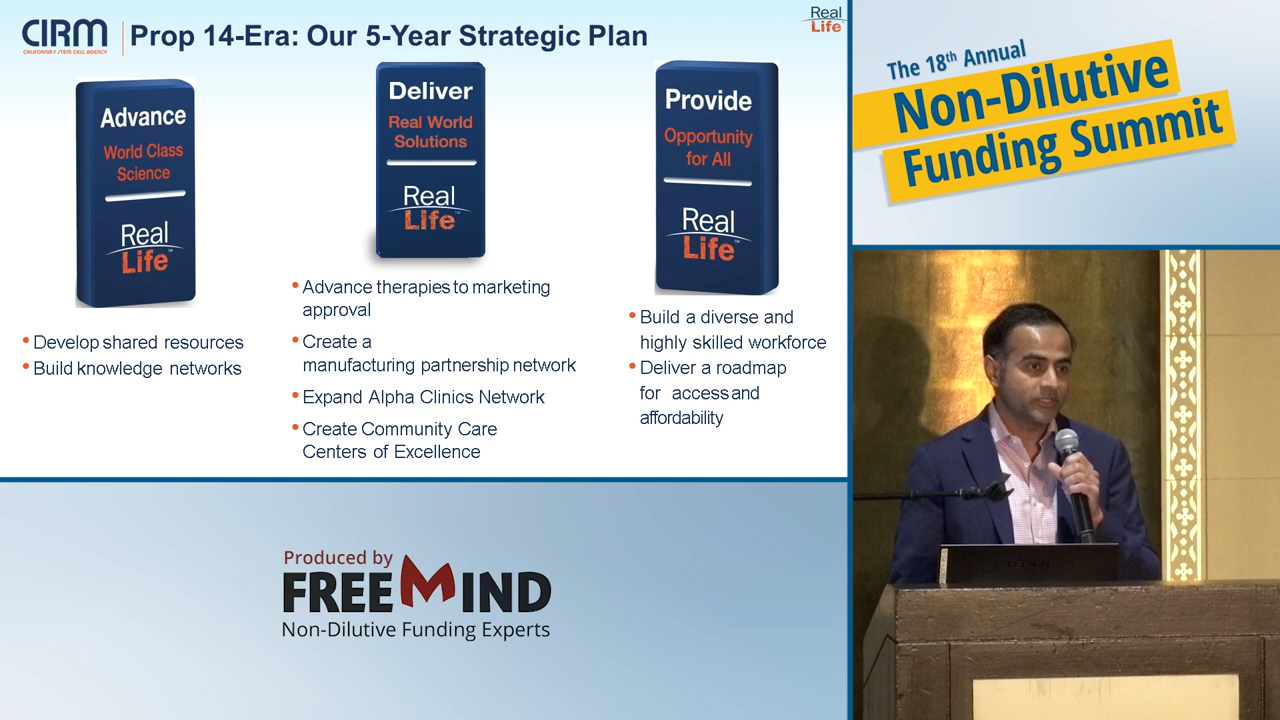 CIRM
CALIFORNIA'S STEM CELL AGENCY
Prop 14-Era: Our 5-Year Strategic Plan
Real
Life
Advance
World Class
Science
Real
Life™
Deliver
Real World
Solutions
Real
Life™
Provide
Opportunity
for All
Real
Life™
• Develop shared resources
• Build knowledge networks
• Advance therapies to marketing
approval
• Create a
manufacturing partnership network
• Expand Alpha Clinics Network
• Create Community Care
Centers of Excellence
• Build a diverse and
highly skilled workforce
• Deliver a roadmap
for access and
affordability
The 18th Annual
Non-Dilutive
Funding Summit
Produced by
FREEMIND
Non-Dilutive Funding Experts